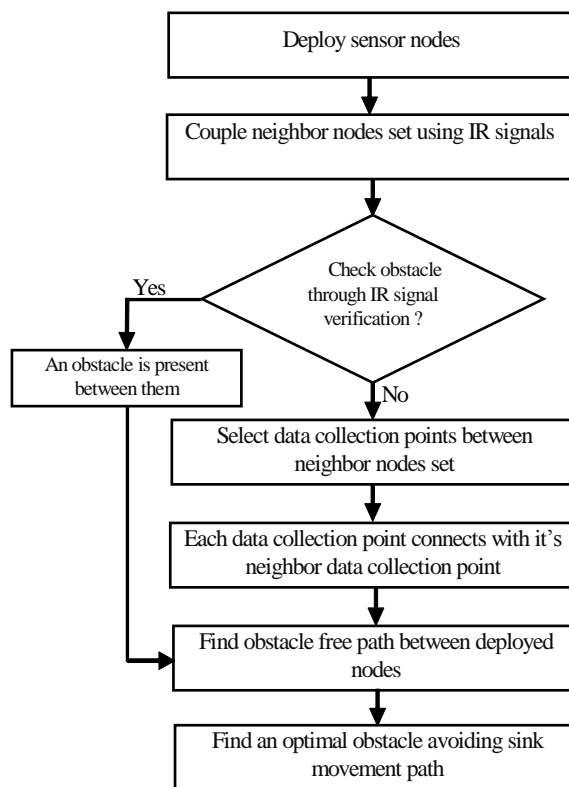 Deploy sensor nodes
Couple neighbor nodes set using IR signals
Check obstacle
through IR signal
verification ?
Yes
An obstacle is present
between them
No
Select data collection points between
neighbor nodes set
Each data collection point connects with it's
neighbor data collection point
Find obstacle free path between deployed
nodes
Find an optimal obstacle avoiding sink
movement path